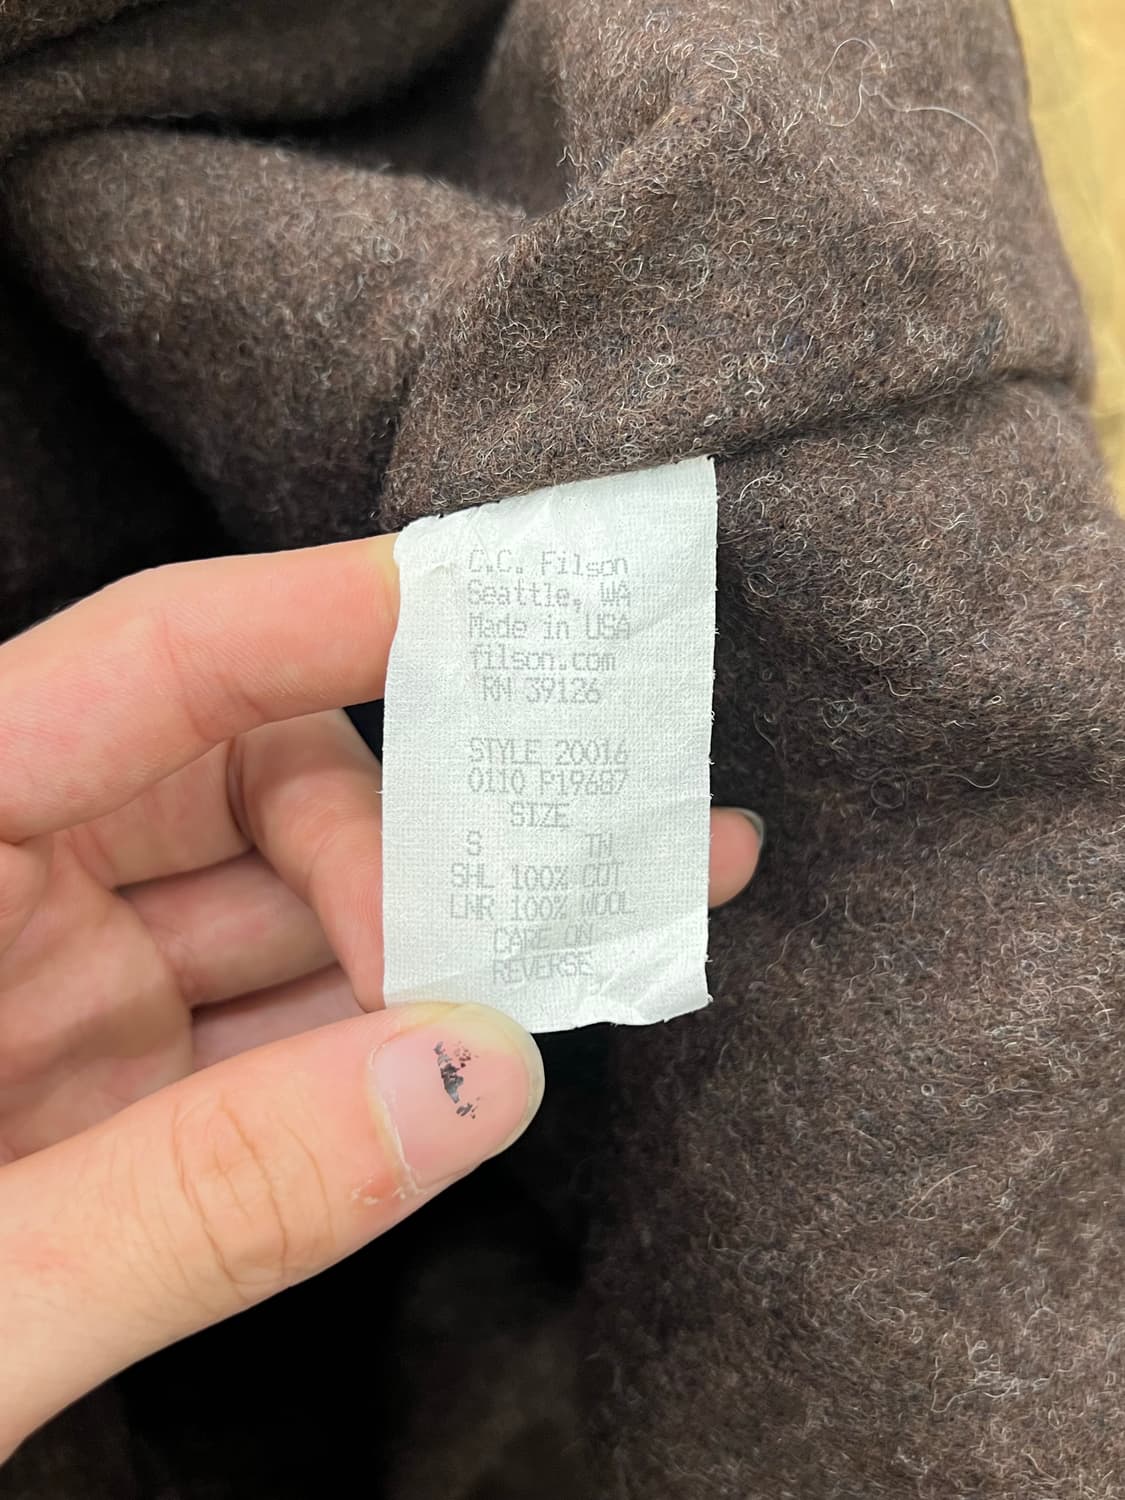 C.C. Filson
Seattle, WA
Made in USA
filson.com
RN 39126
STYLE 20016
0110 P19687
SIZE
S TN
SHL 100% COT
LNR 100% WOOL
CARE ON
REVERSE